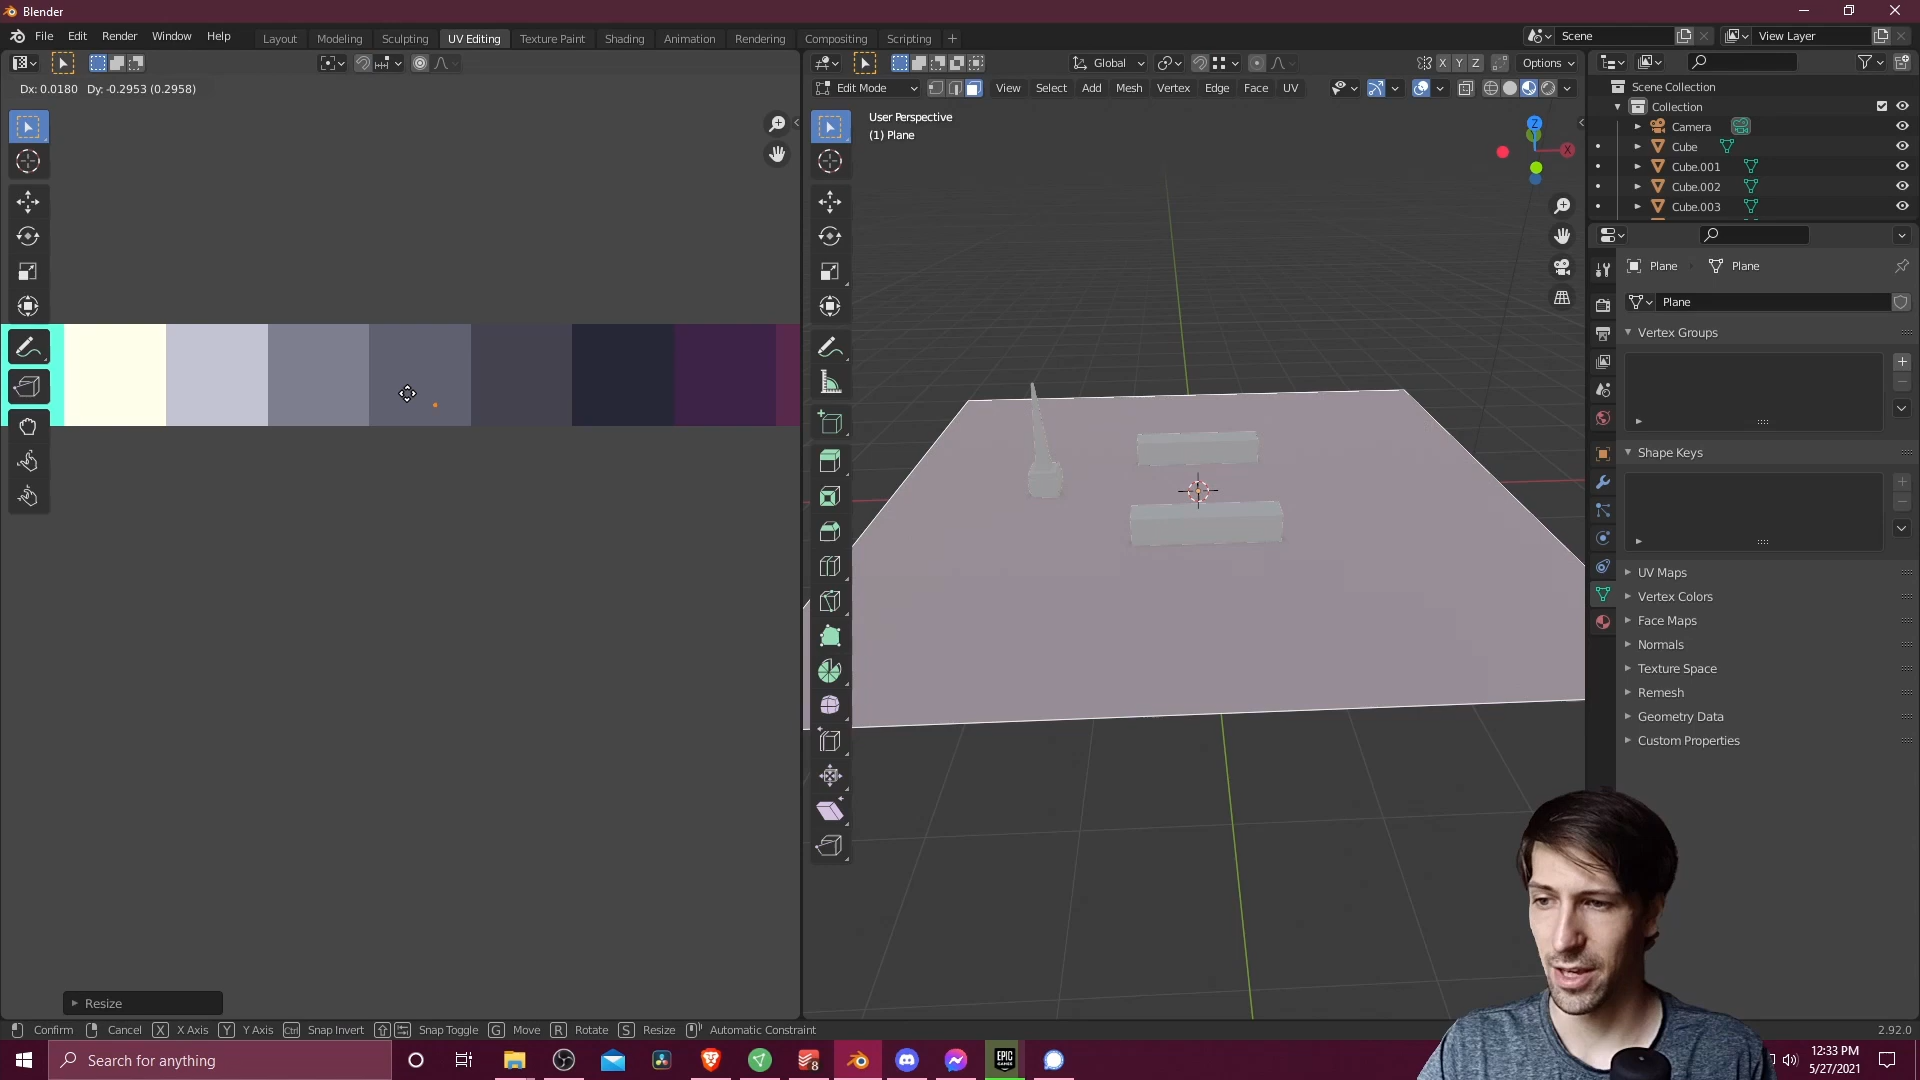 Blender
File Edit Render Window Help
Layout Modeling Sculpting UV Editing Texture Paint Shading Animation Rendering Compositing Scripting
Scene
View Layer
Global
X Y Z
Options
Dx: 0.0180 Dy: -0.2953 (0.2958)
Edit Mode
View Select Add Mesh Vertex Edge Face UV
User Perspective
(1) Plane
Z
X
Scene Collection
Collection
Camera
Cube
Cube.001
Cube.002
Cube.003
Plane
Plane
Plane
Vertex Groups
Shape Keys
UV Maps
Vertex Colors
Face Maps
Normals
Texture Space
Remesh
Geometry Data
Custom Properties
Resize
Confirm Cancel X X Axis Y Y Axis Ctrl Snap Invert Snap Toggle G Move R Rotate S Resize Automatic Constraint
2.92.0
Search for anything
8
EPIC
GAMES
12:33 PM
5/27/2021